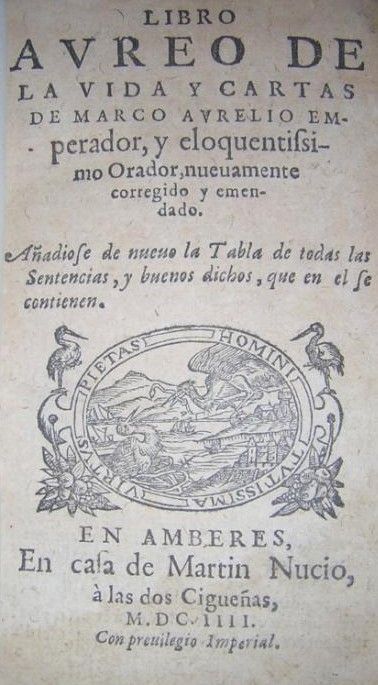 LIBRO
AVREO DE
LA VIDA Y CARTAS
DE MARCO AVRELIO EM-
perador, y eloquentiſsi-
mo Orador, nueuamente
corregido y emen-
dado.
Añadioſe de nueuo la Tabla de todas las
Sentencias, y buenos dichos, que en el ſe
contienen.
PIETAS HOMINI TUTISSIMA VIRTUS
EN AMBERES,
En caſa de Martin Nucio,
à las dos Cigueñas,
M.DC.IIII.
Con preuilegio Imperial.